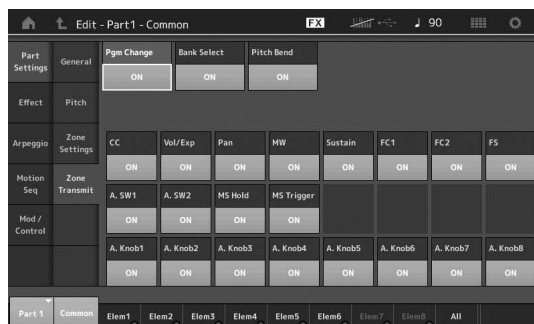 Edit - Part1 - Common FX 90
Part Settings General Pgm Change Bank Select Pitch Bend
ON ON ON
Effect Pitch
Arpeggio Zone Settings CC Vol/Exp Pan MW Sustain FC1 FC2 FS
ON ON ON ON ON ON ON ON
Motion Seq Zone Transmit A. SW1 A. SW2 MS Hold MS Trigger
ON ON ON ON
Mod / Control
A. Knob1 A. Knob2 A. Knob3 A. Knob4 A. Knob5 A. Knob6 A. Knob7 A. Knob8
ON ON ON ON ON ON ON ON
Part 1 Common Elem1 Elem2 Elem3 Elem4 Elem5 Elem6 Elem7 Elem8 All